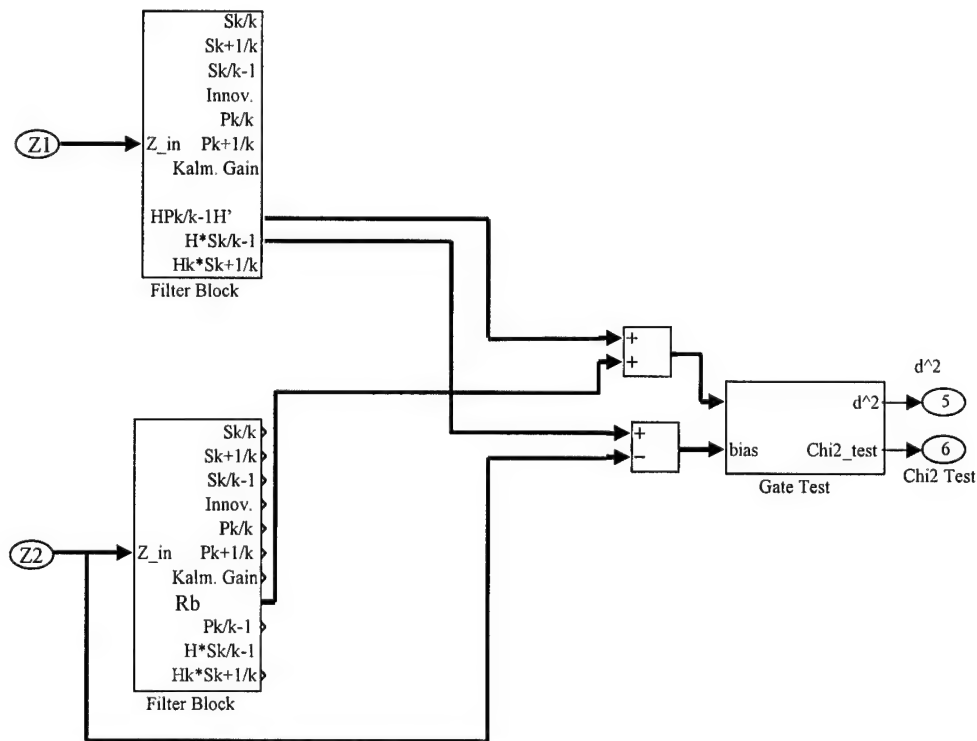 Sk/k
Sk+1/k
Sk/k-1
Innov.
Pk/k
Z1
Z_in
Pk+1/k
Kalm. Gain
HPk/k-1H'
H*Sk/k-1
Hk*Sk+1/k
Filter Block
+
+
d^2
d^2
5
+
−
bias
Chi2_test
6
Gate Test
Chi2 Test
Sk/k
Sk+1/k
Sk/k-1
Innov.
Pk/k
Z2
Z_in
Pk+1/k
Kalm. Gain
Rb
Pk/k-1
H*Sk/k-1
Hk*Sk+1/k
Filter Block